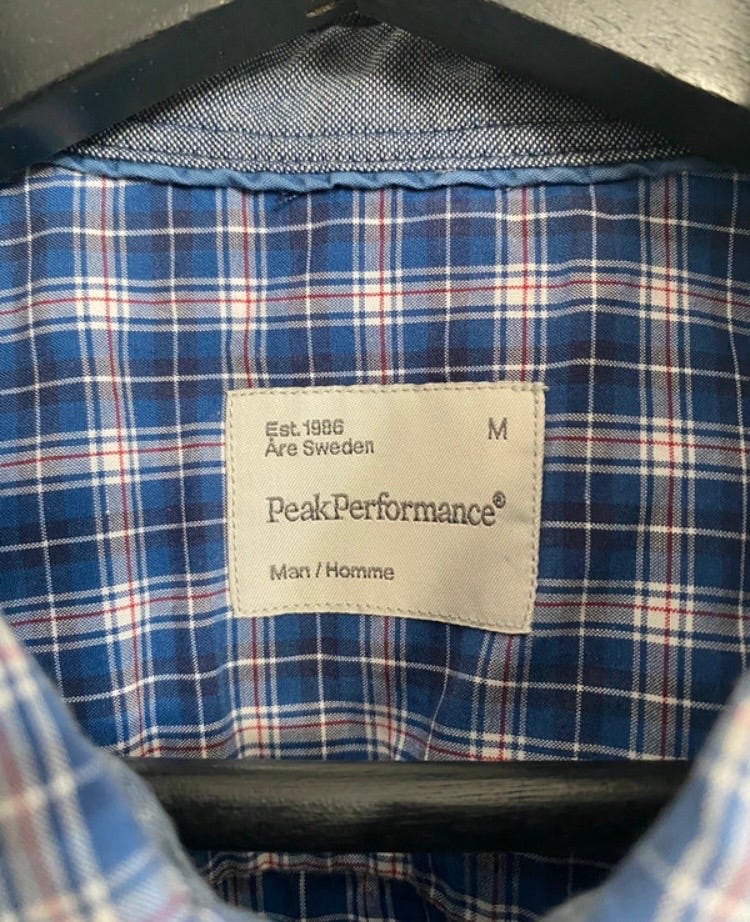 Est. 1986
Åre Sweden
M
PeakPerformance®
Man / Homme